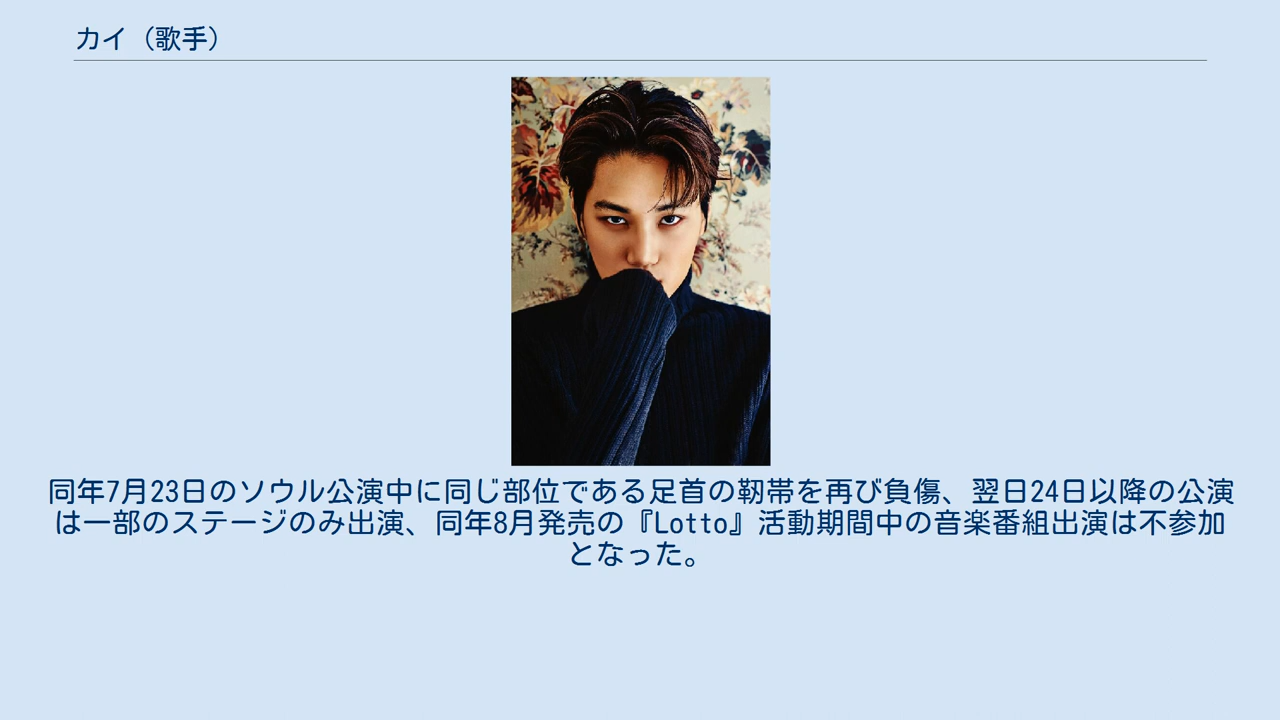 カイ（歌手）
同年7月23日のソウル公演中に同じ部位である足首の靭帯を再び負傷、翌日24日以降の公演
は一部のステージのみ出演、同年8月発売の『Lotto』活動期間中の音楽番組出演は不参加
となった。